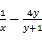 1/x - 4y/(y+1)